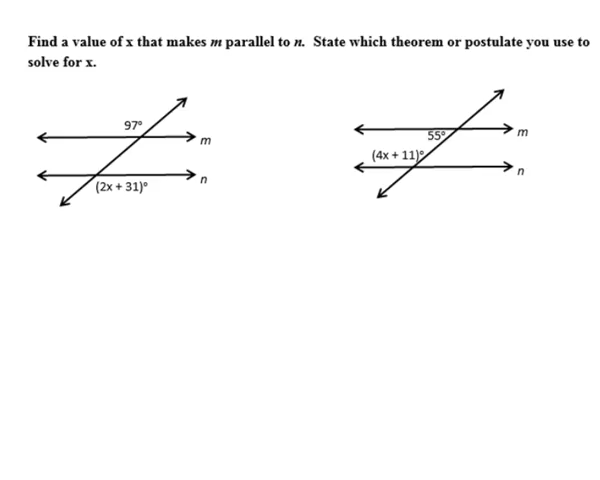 Find a value of x that makes m parallel to n. State which theorem or postulate you use to
solve for x.
97°
m
n
(2x + 31)°
55°
m
(4x + 11)°
n